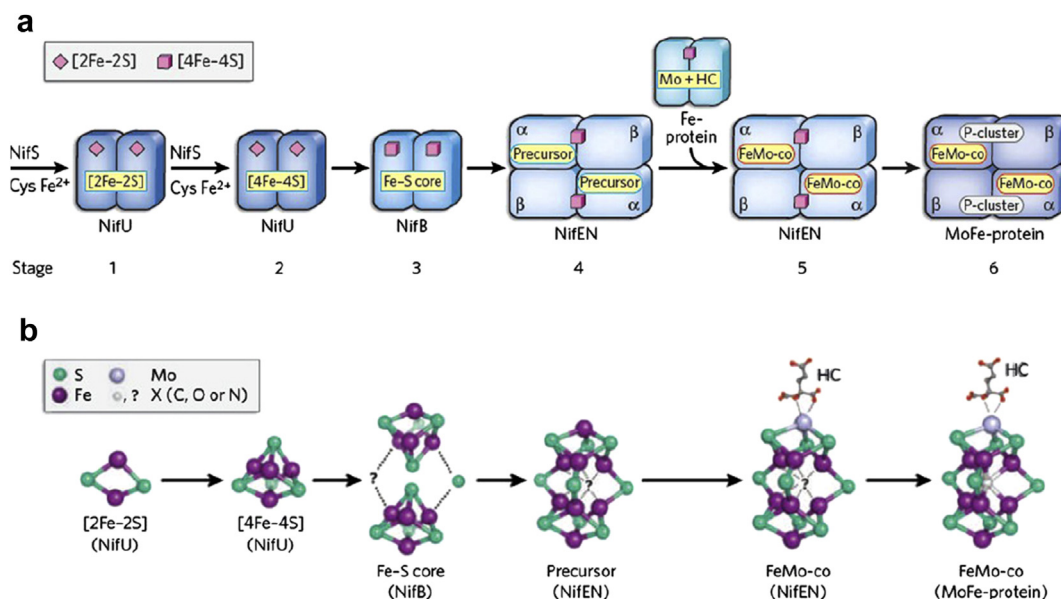 a
[2Fe–2S] [4Fe–4S]
Mo + HC
Fe-
protein
NifS
Cys Fe2+
[2Fe–2S]
NifU
NifS
Cys Fe2+
[4Fe–4S]
NifU
Fe–S core
NifB
α β
Precursor
Precursor
β α
NifEN
α β
FeMo-co
FeMo-co
β α
NifEN
α β
P-cluster
FeMo-co
FeMo-co
P-cluster
β α
MoFe-protein
Stage 1 2 3 4 5 6
b
S Mo
Fe , ? X (C, O or N)
[2Fe–2S]
(NifU)
[4Fe–4S]
(NifU)
?
Fe–S core
(NifB)
?
Precursor
(NifEN)
HC
?
FeMo-co
(NifEN)
HC
FeMo-co
(MoFe-protein)